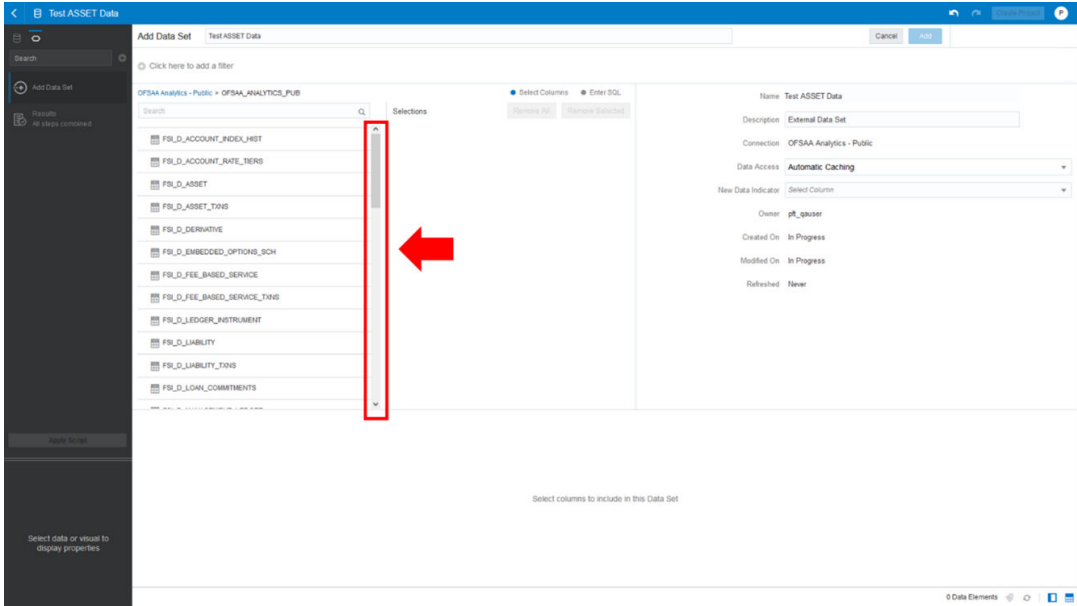 Test ASSET Data
Create Project
P
Search
Add Data Set
Results
All steps combined
Apply Script
Select data or visual to
display properties
Add Data Set
Test ASSET Data
Cancel
Add
Click here to add a filter
OFSAA Analytics - Public > OFSAA_ANALYTICS_PUB
Select Columns
Enter SQL
Search
Selections
Remove All
Remove Selected
FSI_D_ACCOUNT_INDEX_HIST
FSI_D_ACCOUNT_RATE_TIERS
FSI_D_ASSET
FSI_D_ASSET_TXNS
FSI_D_DERIVATIVE
FSI_D_EMBEDDED_OPTIONS_SCH
FSI_D_FEE_BASED_SERVICE
FSI_D_FEE_BASED_SERVICE_TXNS
FSI_D_LEDGER_INSTRUMENT
FSI_D_LIABILITY
FSI_D_LIABILITY_TXNS
FSI_D_LOAN_COMMITMENTS
Name Test ASSET Data
Description External Data Set
Connection OFSAA Analytics - Public
Data Access Automatic Caching
New Data Indicator Select Column
Owner pft_qauser
Created On In Progress
Modified On In Progress
Refreshed Never
Select columns to include in this Data Set
0 Data Elements